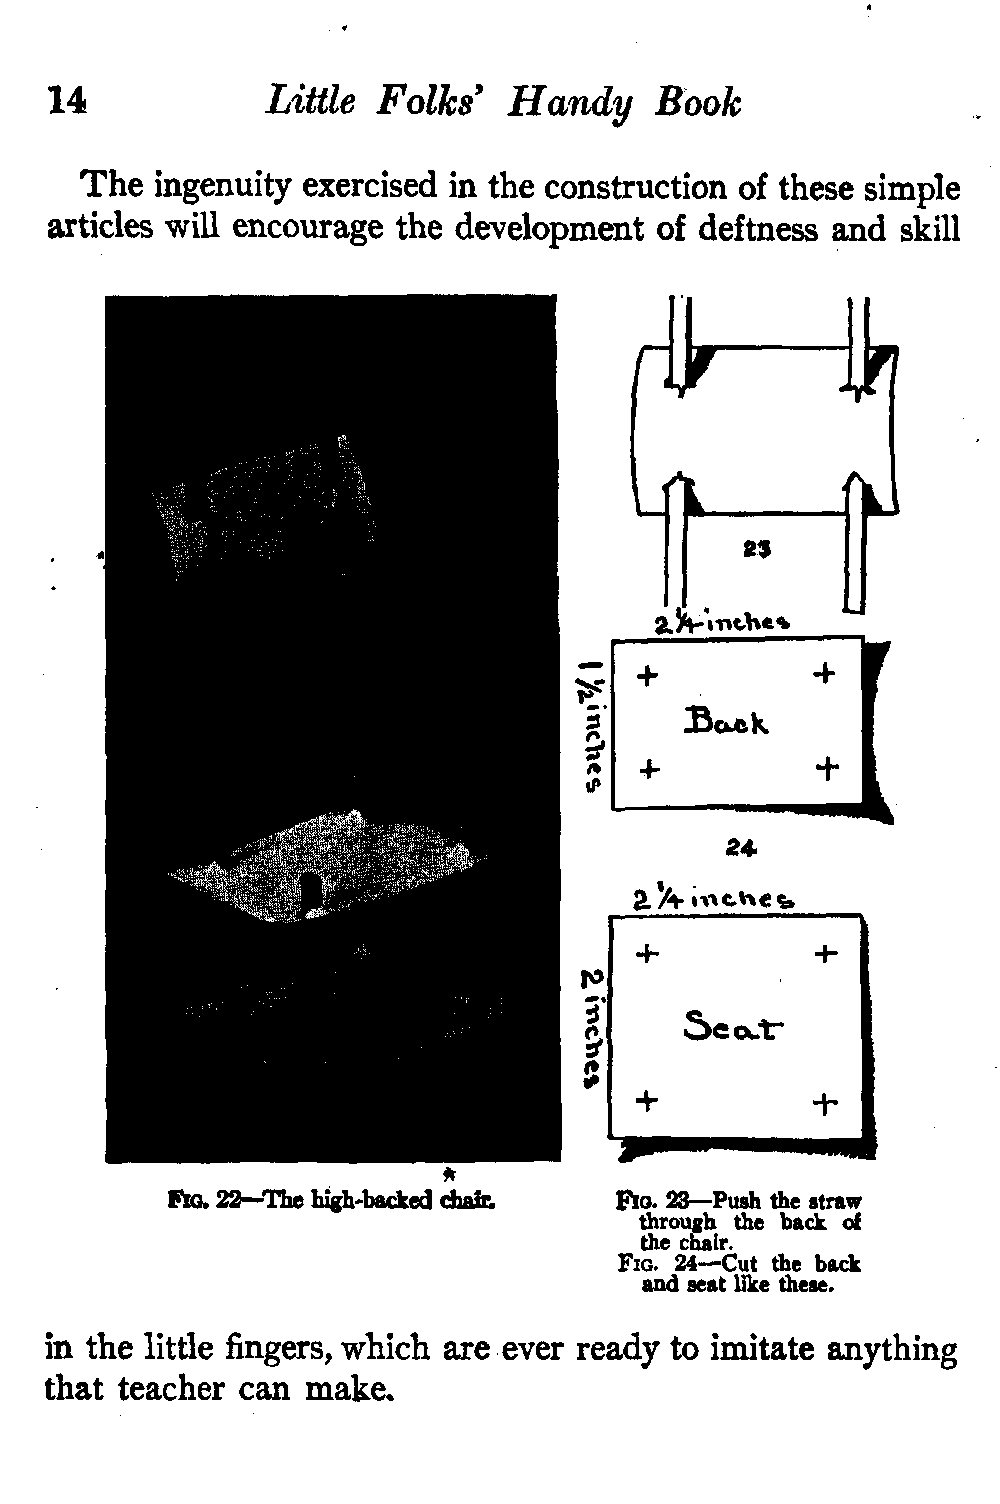 14 Little Folks' Handy Book
The ingenuity exercised in the construction of these simple
articles will encourage the development of deftness and skill
23
2 1/4 inches
1 1/2 inches
Back
24
2 1/4 inches
2 inches
Seat
FIG. 22—The high-backed chair.
FIG. 23—Push the straw
through the back of
the chair.
FIG. 24—Cut the back
and seat like these.
in the little fingers, which are ever ready to imitate anything
that teacher can make.